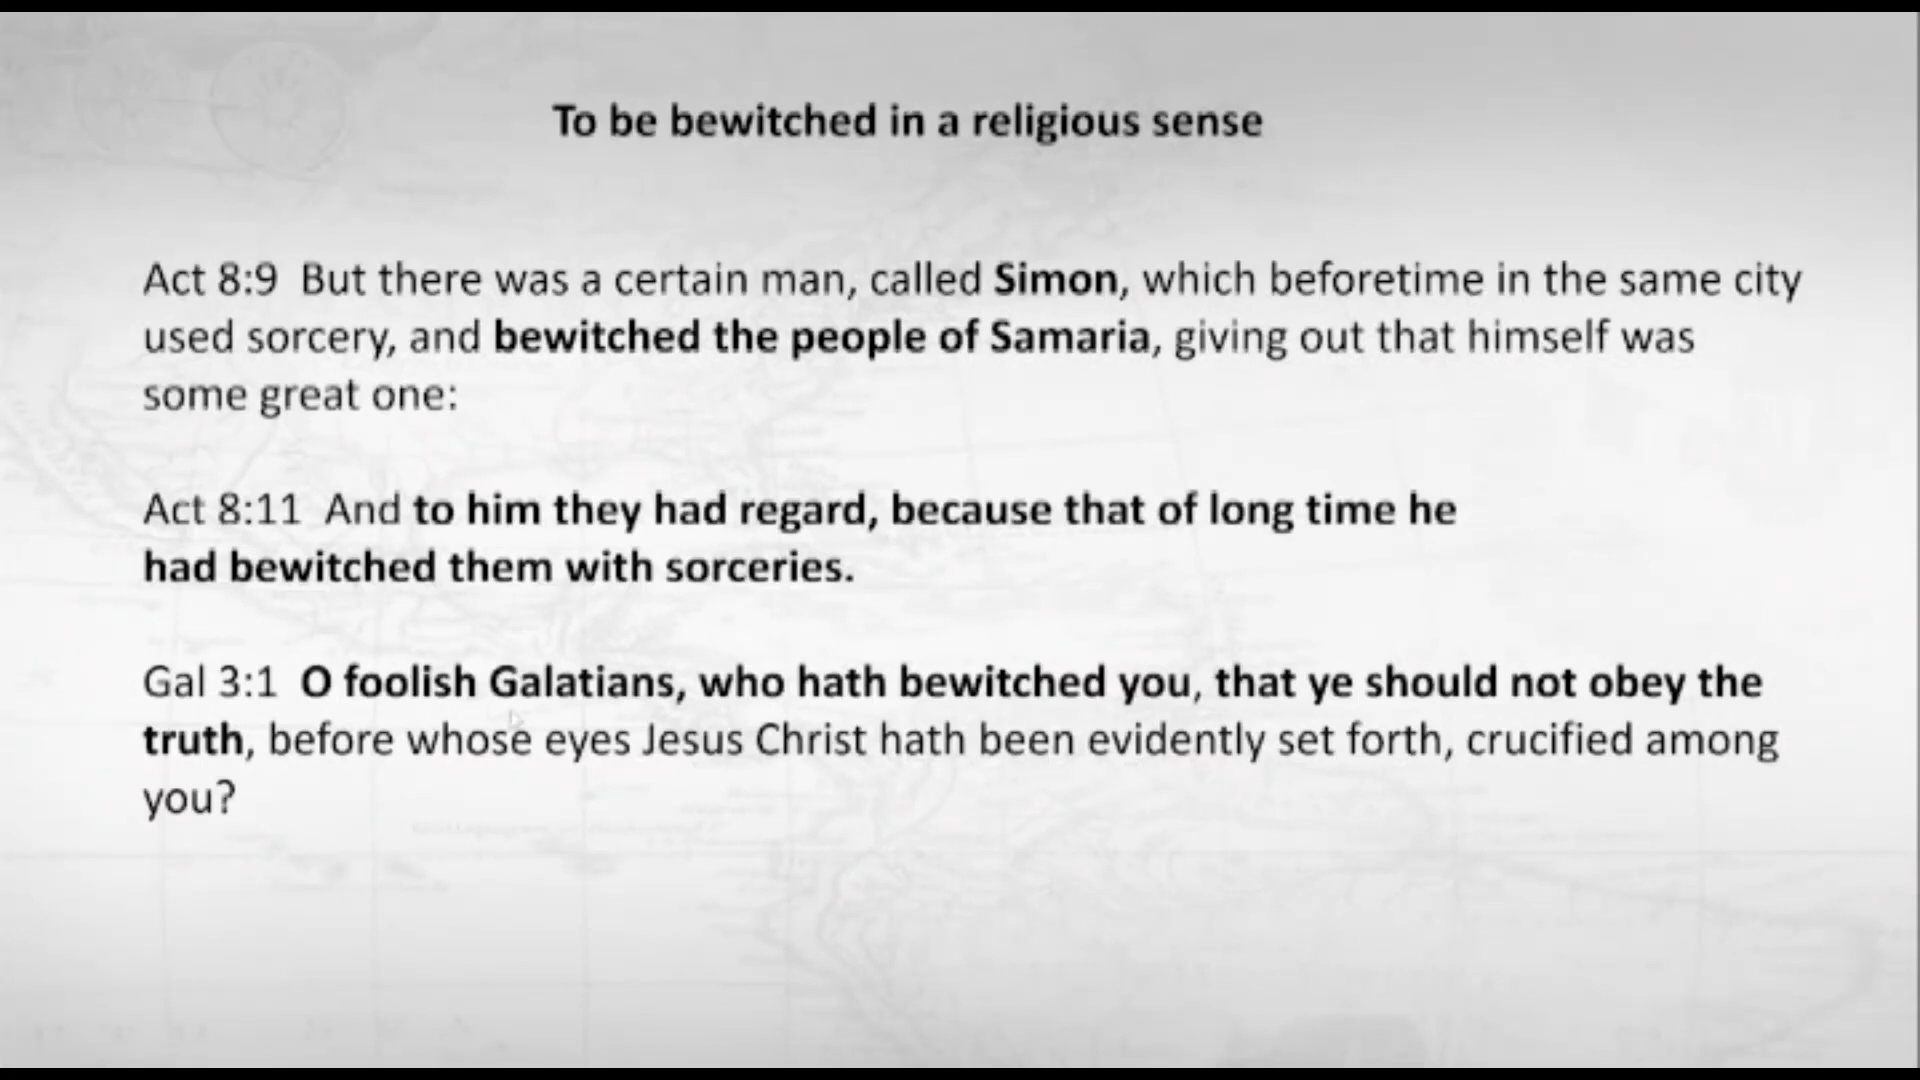 To be bewitched in a religious sense
Act 8:9  But there was a certain man, called Simon, which beforetime in the same city
used sorcery, and bewitched the people of Samaria, giving out that himself was
some great one:
Act 8:11  And to him they had regard, because that of long time he
had bewitched them with sorceries.
Gal 3:1  O foolish Galatians, who hath bewitched you, that ye should not obey the
truth, before whose eyes Jesus Christ hath been evidently set forth, crucified among
you?